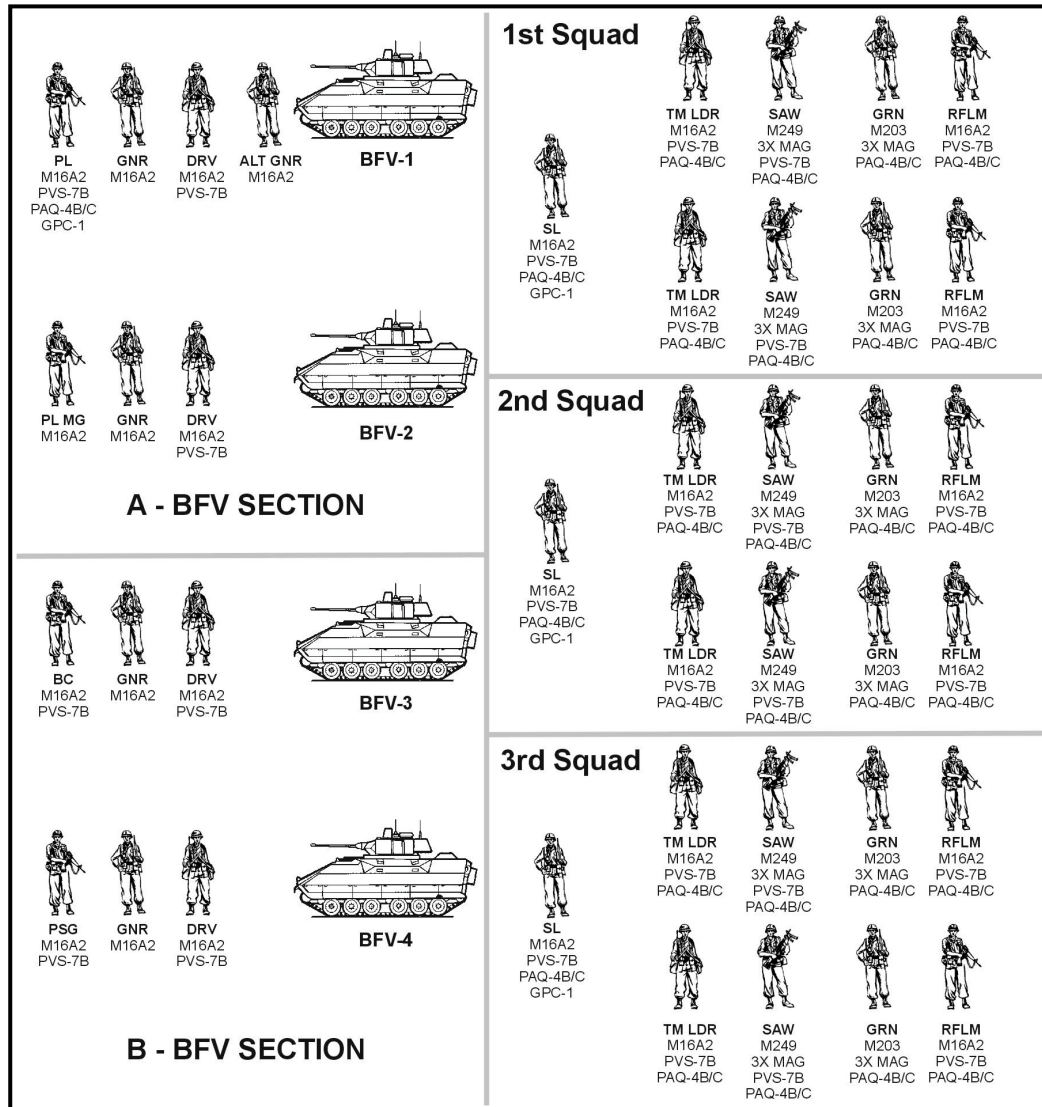 PL
M16A2
PVS-7B
PAQ-4B/C
GPC-1
GNR
M16A2
DRV
M16A2
PVS-7B
ALT GNR
M16A2
BFV-1
PL MG
M16A2
GNR
M16A2
DRV
M16A2
PVS-7B
BFV-2
A - BFV SECTION
BC
M16A2
PVS-7B
GNR
M16A2
DRV
M16A2
PVS-7B
BFV-3
PSG
M16A2
PVS-7B
GNR
M16A2
DRV
M16A2
PVS-7B
BFV-4
B - BFV SECTION
1st Squad
SL
M16A2
PVS-7B
PAQ-4B/C
GPC-1
TM LDR
M16A2
PVS-7B
PAQ-4B/C
SAW
M249
3X MAG
PVS-7B
PAQ-4B/C
GRN
M203
3X MAG
PAQ-4B/C
RFLM
M16A2
PVS-7B
PAQ-4B/C
TM LDR
M16A2
PVS-7B
PAQ-4B/C
SAW
M249
3X MAG
PVS-7B
PAQ-4B/C
GRN
M203
3X MAG
PAQ-4B/C
RFLM
M16A2
PVS-7B
PAQ-4B/C
2nd Squad
SL
M16A2
PVS-7B
PAQ-4B/C
GPC-1
TM LDR
M16A2
PVS-7B
PAQ-4B/C
SAW
M249
3X MAG
PVS-7B
PAQ-4B/C
GRN
M203
3X MAG
PAQ-4B/C
RFLM
M16A2
PVS-7B
PAQ-4B/C
TM LDR
M16A2
PVS-7B
PAQ-4B/C
SAW
M249
3X MAG
PVS-7B
PAQ-4B/C
GRN
M203
3X MAG
PAQ-4B/C
RFLM
M16A2
PVS-7B
PAQ-4B/C
3rd Squad
SL
M16A2
PVS-7B
PAQ-4B/C
GPC-1
TM LDR
M16A2
PVS-7B
PAQ-4B/C
SAW
M249
3X MAG
PVS-7B
PAQ-4B/C
GRN
M203
3X MAG
PAQ-4B/C
RFLM
M16A2
PVS-7B
PAQ-4B/C
TM LDR
M16A2
PVS-7B
PAQ-4B/C
SAW
M249
3X MAG
PVS-7B
PAQ-4B/C
GRN
M203
3X MAG
PAQ-4B/C
RFLM
M16A2
PVS-7B
PAQ-4B/C